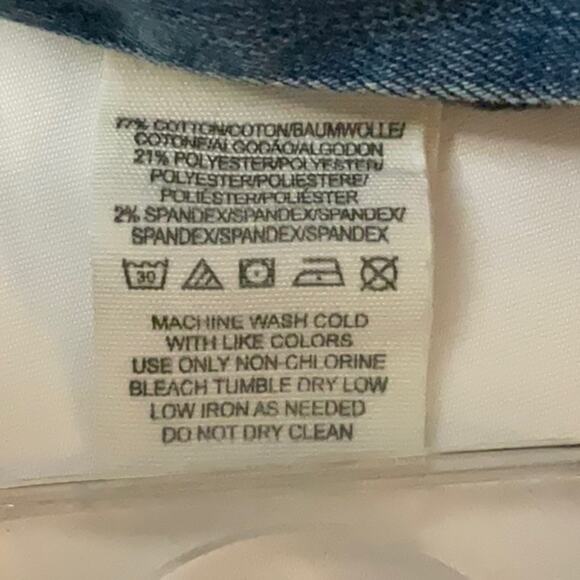 77% COTTON/COTON/BAUMWOLLE/
COTONE/ALGODÃO/ALGODON
21% POLYESTER/POLYESTER/
POLYESTER/POLIESTERE/
POLIÉSTER/POLIÉSTER
2% SPANDEX/SPANDEX/SPANDEX/
SPANDEX/SPANDEX/SPANDEX
30
MACHINE WASH COLD
WITH LIKE COLORS
USE ONLY NON-CHLORINE
BLEACH TUMBLE DRY LOW
LOW IRON AS NEEDED
DO NOT DRY CLEAN